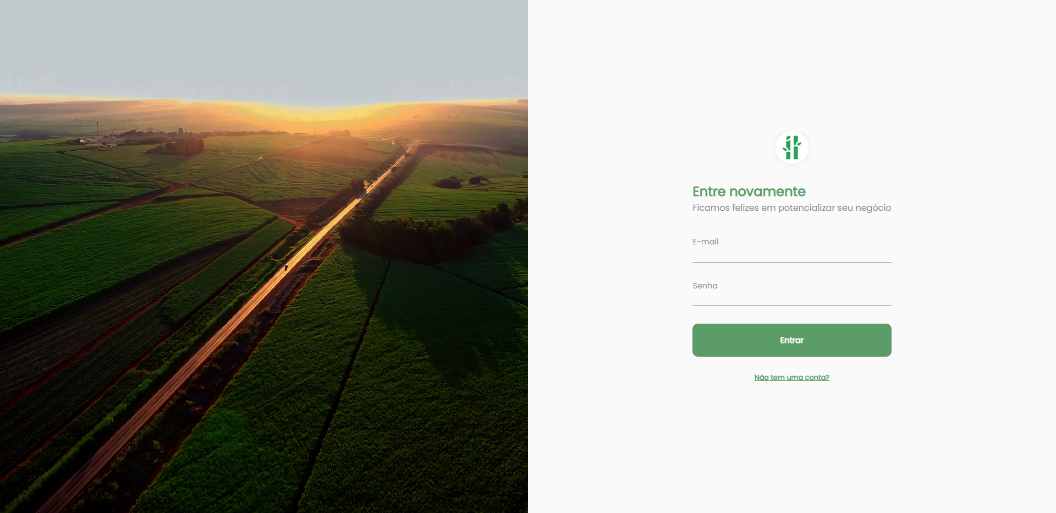 Entre novamente
Ficamos felizes em potencializar seu negócio
E-mail
Senha
Entrar
Não tem uma conta?